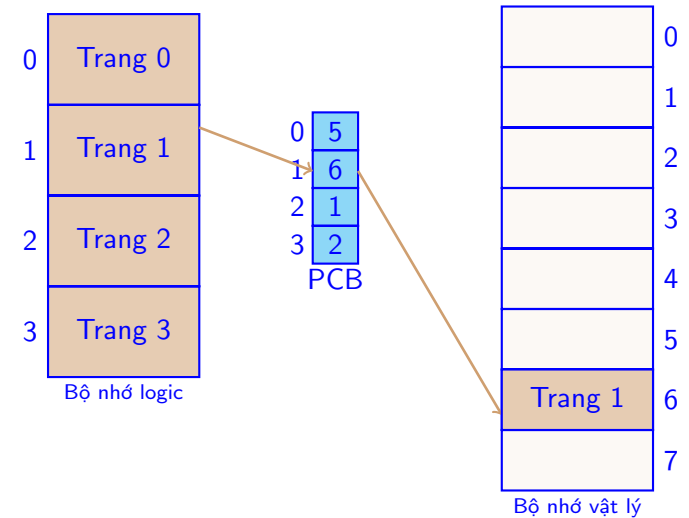 0 Trang 0
1 Trang 1
2 Trang 2
3 Trang 3
Bộ nhớ logic
0 5
1 6
2 1
3 2
PCB
0
1
2
3
4
5
Trang 1 6
7
Bộ nhớ vật lý